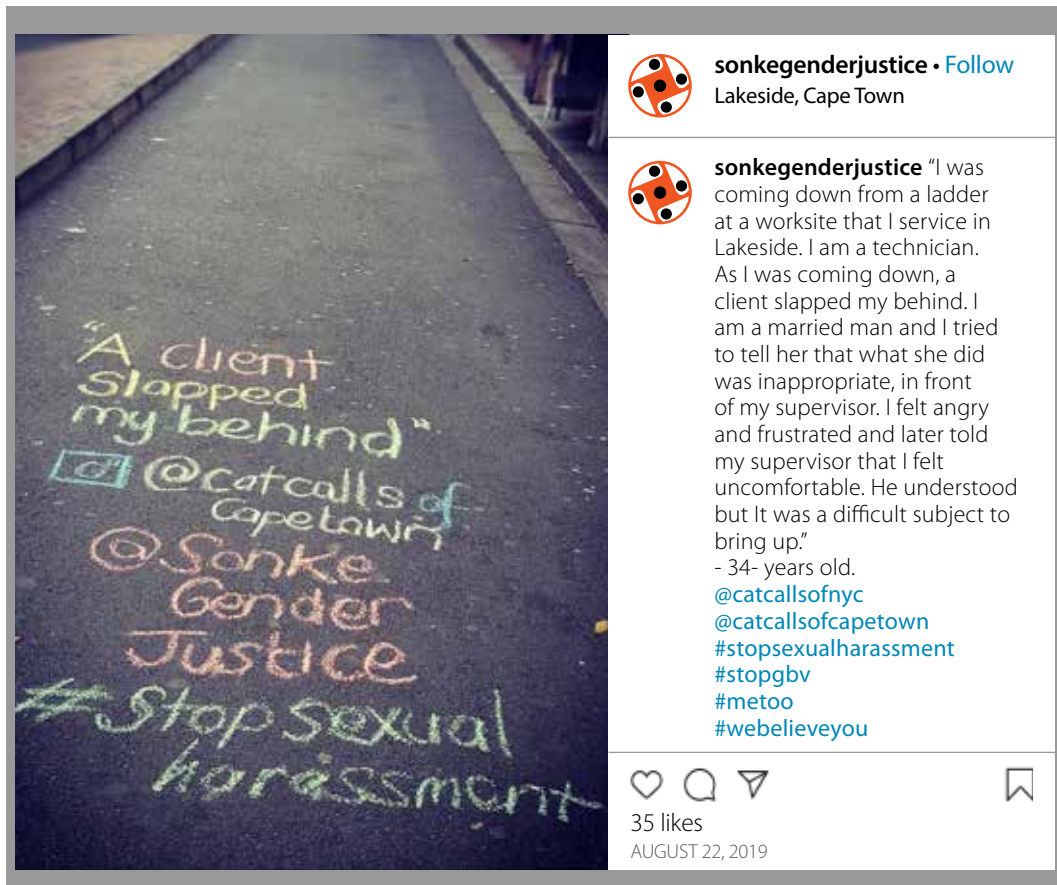 “A client
slapped
my behind”
@catcalls of
Capetown
@Sonke
Gender
Justice
#Stop sexual
harassment
sonkegenderjustice • Follow
Lakeside, Cape Town
sonkegenderjustice “I was
coming down from a ladder
at a worksite that I service in
Lakeside. I am a technician.
As I was coming down, a
client slapped my behind. I
am a married man and I tried
to tell her that what she did
was inappropriate, in front
of my supervisor. I felt angry
and frustrated and later told
my supervisor that I felt
uncomfortable. He understood
but It was a difficult subject to
bring up.”
- 34- years old.
@catcallsofnyc
@catcallsofcapetown
#stopsexualharassment
#stopgbv
#metoo
#webelieveyou
35 likes
AUGUST 22, 2019